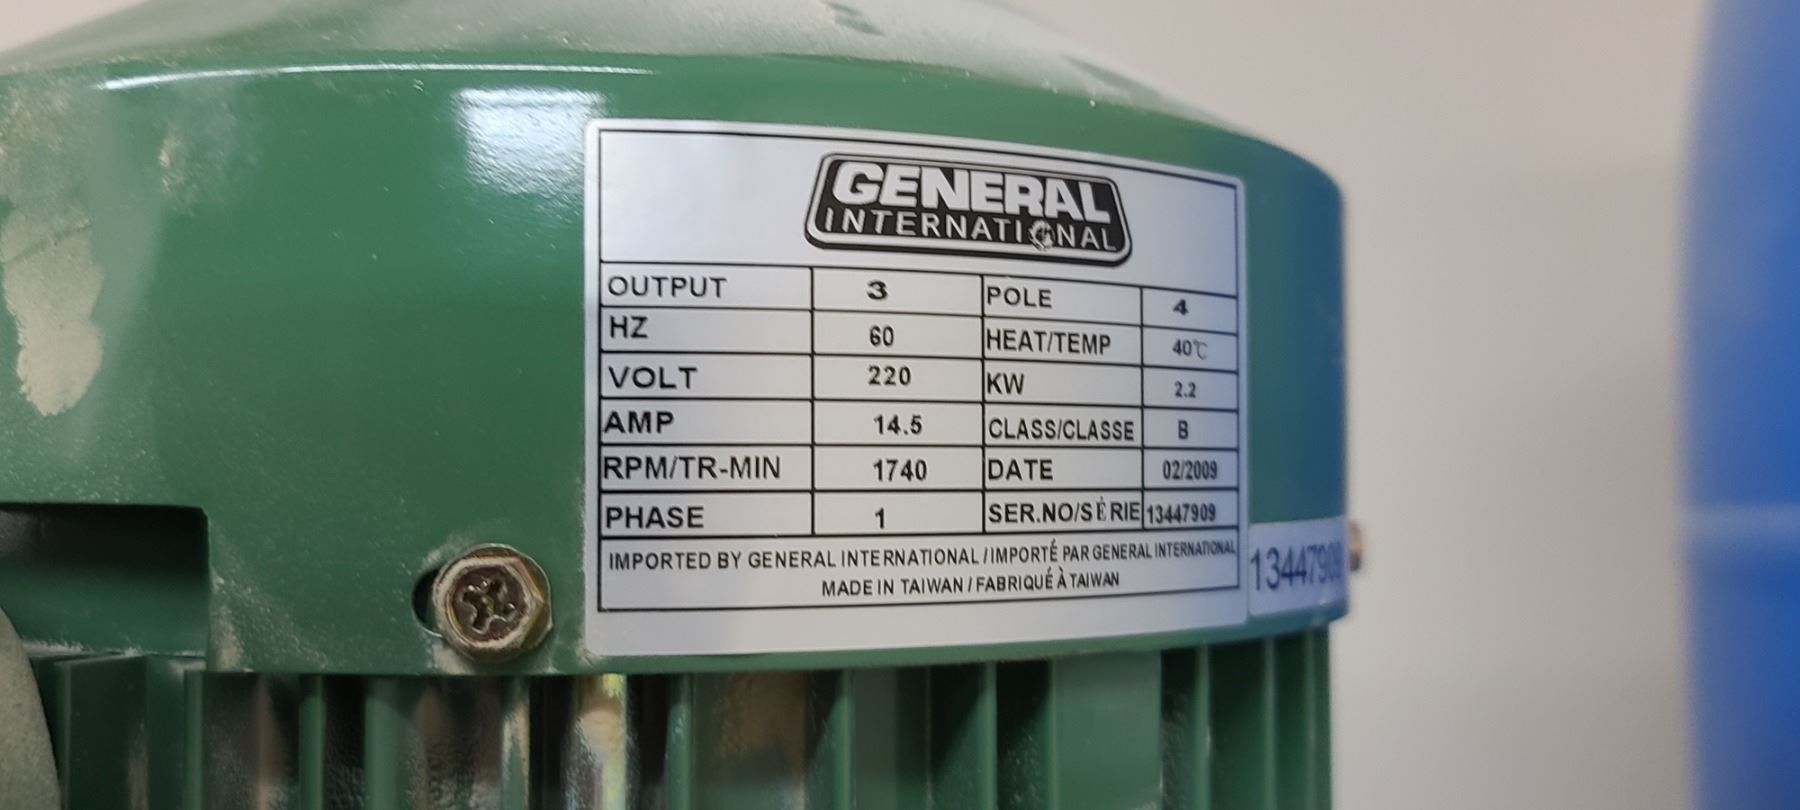 GENERAL
INTERNATIONAL
OUTPUT 3 POLE 4
HZ 60 HEAT/TEMP 40℃
VOLT 220 KW 2.2
AMP 14.5 CLASS/CLASSE B
RPM/TR-MIN 1740 DATE 02/2009
PHASE 1 SER.NO/SÉRIE 13447909
IMPORTED BY GENERAL INTERNATIONAL / IMPORTÉ PAR GENERAL INTERNATIONAL
MADE IN TAIWAN / FABRIQUÉ À TAIWAN
13447909